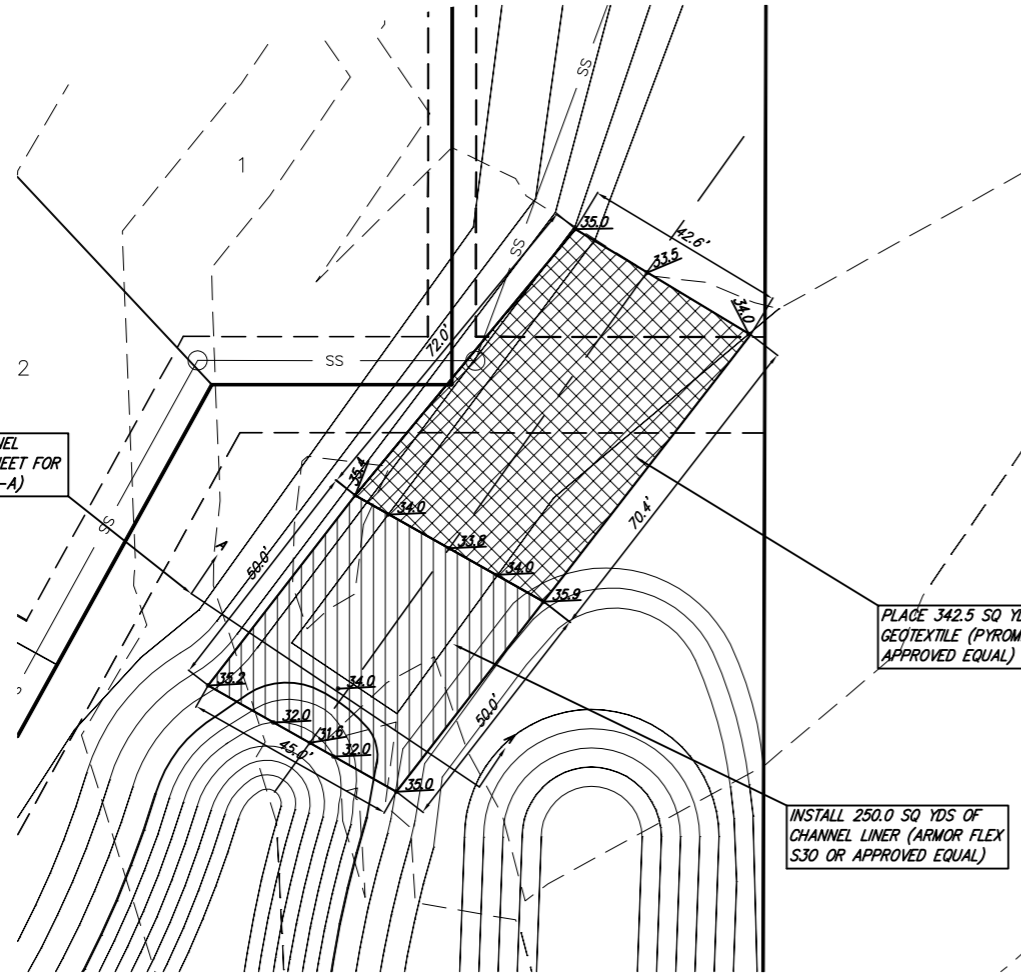 SS
1
35.0
42.6'
33.5
SS
34.0
72.0'
SS
2
NEL
EET FOR
-A)
35.4
34.0
70.4'
33.8
SS
A
50.0'
34.0
35.9
PLACE 342.5 SQ YD
GEOTEXTILE (PYROM
APPROVED EQUAL)
35.2
34.0
50.0'
32.0
31.6
45.0'
32.0
35.0
INSTALL 250.0 SQ YDS OF
CHANNEL LINER (ARMOR FLEX
S30 OR APPROVED EQUAL)